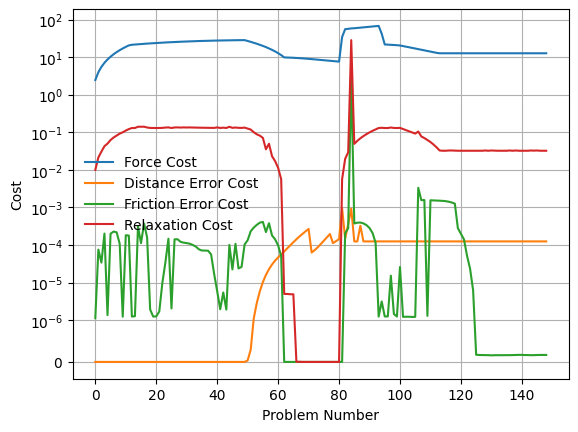 10^2
10^1
10^0
10^-1
10^-2
10^-3
10^-4
10^-5
10^-6
0
Cost
Force Cost
Distance Error Cost
Friction Error Cost
Relaxation Cost
0 20 40 60 80 100 120 140
Problem Number